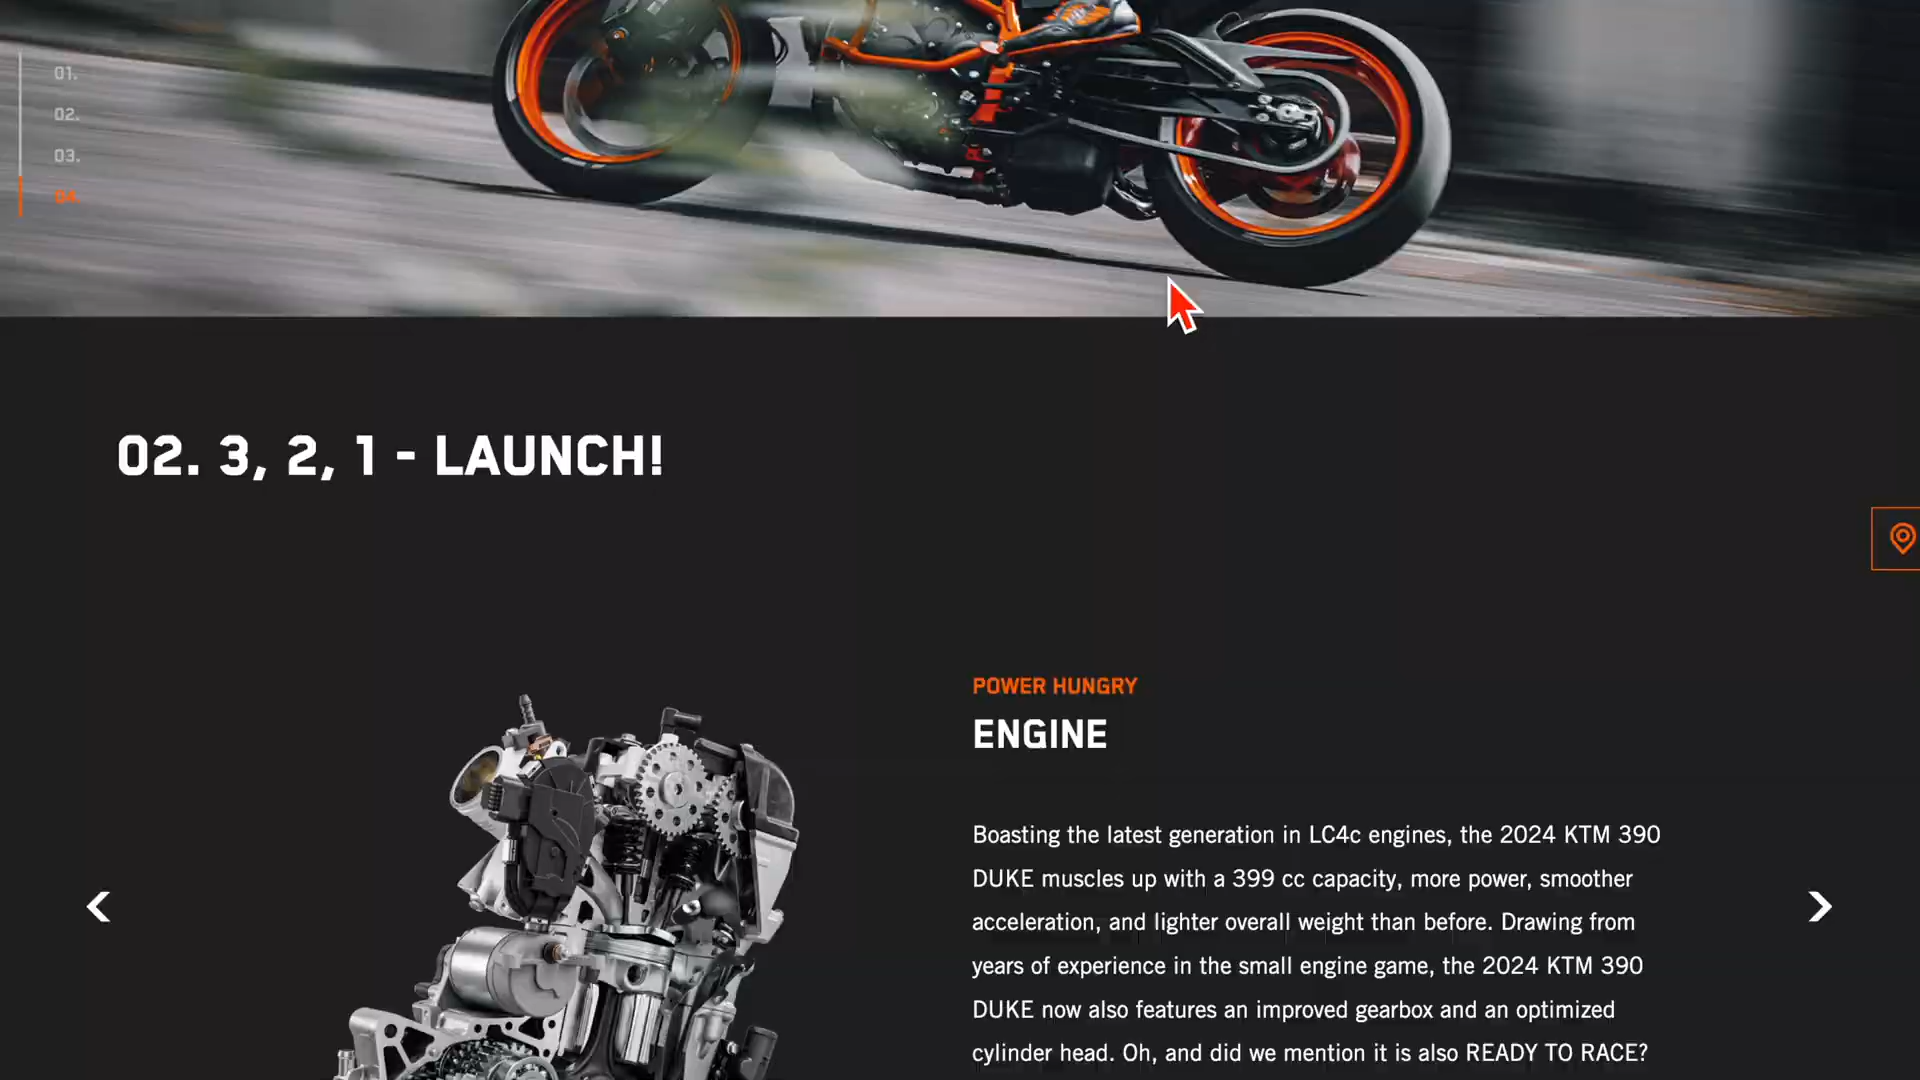 01.
02.
03.
04.
02. 3, 2, 1 - LAUNCH!
POWER HUNGRY
ENGINE
Boasting the latest generation in LC4c engines, the 2024 KTM 390
DUKE muscles up with a 399 cc capacity, more power, smoother
acceleration, and lighter overall weight than before. Drawing from
years of experience in the small engine game, the 2024 KTM 390
DUKE now also features an improved gearbox and an optimized
cylinder head. Oh, and did we mention it is also READY TO RACE?